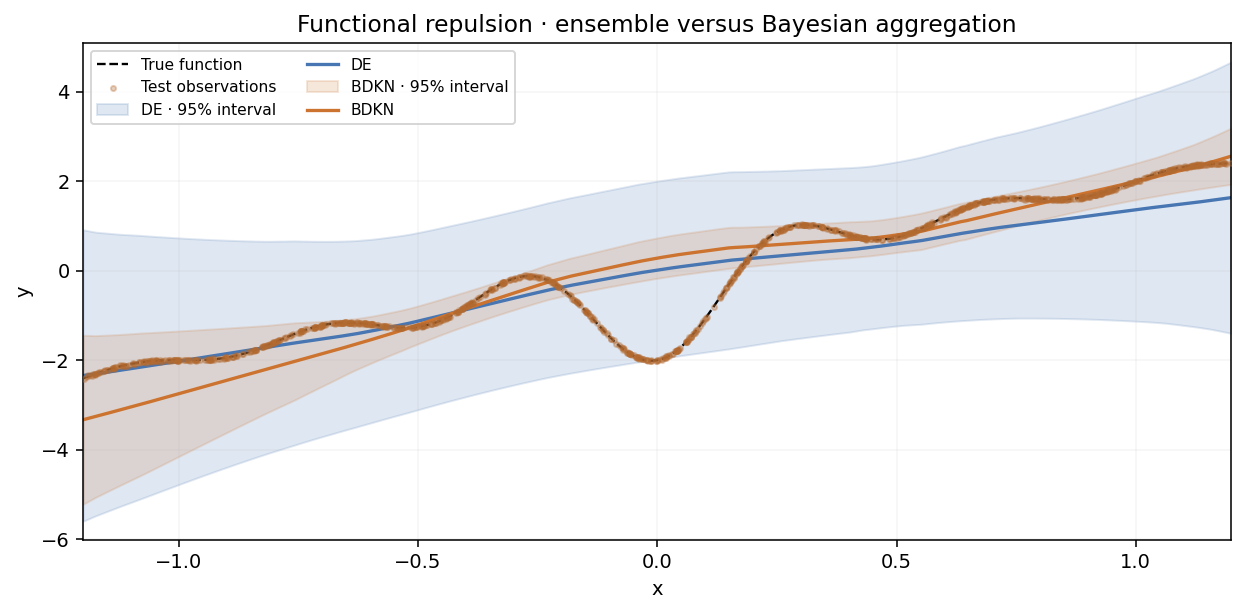 Functional repulsion · ensemble versus Bayesian aggregation
True function
Test observations
DE · 95% interval
DE
BDKN · 95% interval
BDKN
y
4
2
0
−2
−4
−6
−1.0
−0.5
0.0
0.5
1.0
x